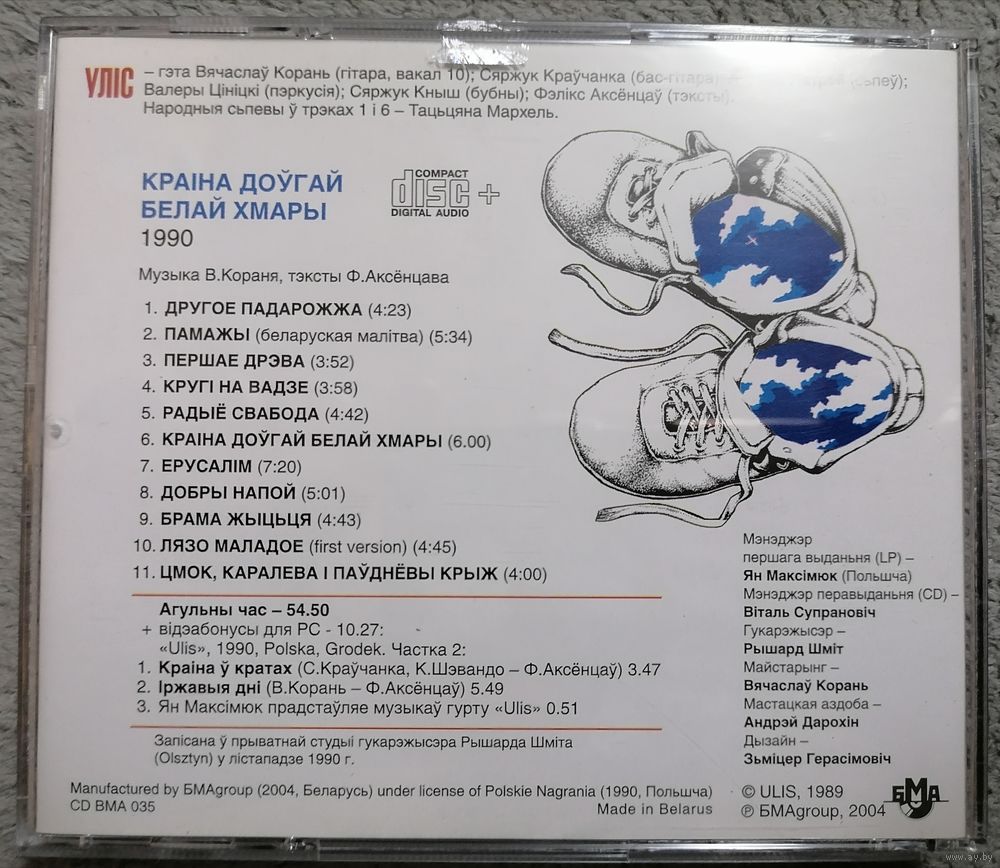 УЛІС – гэта Вячаслаў Корань (гітара, вакал 10); Сяржук Краўчанка (бас-гітара); (сьпеў);
Валеры Цініцкі (пэркусія); Сяржук Кныш (бубны); Фэлікс Аксёнцаў (тэксты).
Народныя сьпевы ў трэках 1 і 6 – Тацьцяна Мархель.
КРАІНА ДОЎГАЙ
БЕЛАЙ ХМАРЫ
1990
COMPACT
disc +
DIGITAL AUDIO
Музыка В.Кораня, тэксты Ф.Аксёнцава
1. ДРУГОЕ ПАДАРОЖЖА (4:23)
2. ПАМАЖЫ (беларуская малітва) (5:34)
3. ПЕРШАЕ ДРЭВА (3:52)
4. КРУГІ НА ВАДЗЕ (3:58)
5. РАДЫЁ СВАБОДА (4:42)
6. КРАІНА ДОЎГАЙ БЕЛАЙ ХМАРЫ (6.00)
7. ЕРУСАЛІМ (7:20)
8. ДОБРЫ НАПОЙ (5:01)
9. БРАМА ЖЫЦЬЦЯ (4:43)
10. ЛЯЗО МАЛАДОЕ (first version) (4:45)
11. ЦМОК, КАРАЛЕВА І ПАЎДНЁВЫ КРЫЖ (4:00)
Агульны час – 54.50
+ відэабонусы для PC - 10.27:
«Ulis», 1990, Polska, Grodek. Частка 2:
1. Краіна ў кратах (С.Краўчанка, К.Шэвандо – Ф.Аксёнцаў) 3.47
2. Іржавыя дні (В.Корань – Ф.Аксёнцаў) 5.49
3. Ян Максімюк прадстаўляе музыкаў гурту «Ulis» 0.51
Запісана ў прыватнай студыі гукарэжысэра Рышарда Шміта
(Olsztyn) у лістападзе 1990 г.
Мэнэджэр
першага выданьня (LP) –
Ян Максімюк (Польшча)
Мэнэджэр перавыданьня (CD) –
Віталь Супрановіч
Гукарэжысэр –
Рышард Шміт
Майстарынг –
Вячаслаў Корань
Мастацкая аздоба –
Андрэй Дарохін
Дызайн –
Зьміцер Герасімовіч
Manufactured by БМАgroup (2004, Беларусь) under license of Polskie Nagrania (1990, Польшча)
CD BMA 035
Made in Belarus
© ULIS, 1989
℗ БМАgroup, 2004
БМА
www.ay.by